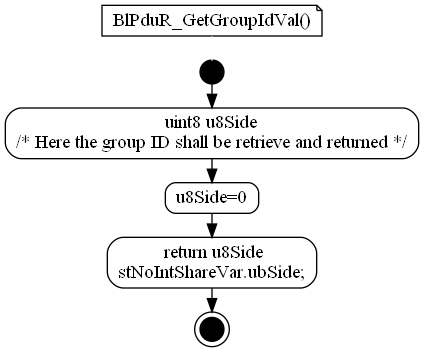 BlPduR_GetGroupIdVal()
uint8 u8Side
/* Here the group ID shall be retrieve and returned */
u8Side=0
return u8Side
stNoIntShareVar.ubSide;